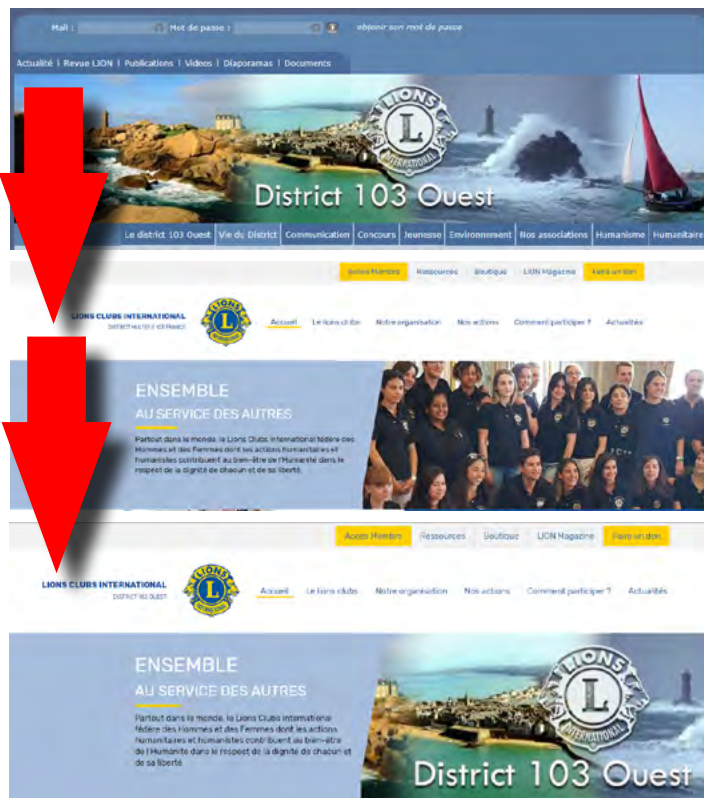 Mail :
Mot de passe :
obtenir son mot de passe
Actualité | Revue LION | Publications | Videos | Diaporamas | Documents
LIONS
L
INTERNATIONAL
District 103 Ouest
Le district 103 Ouest | Vie du District | Communication | Concours | Jeunesse | Environnement | Nos associations | Humanisme | Humanitaire
Accès Membre Ressources Boutique LION Magazine Faire un don
LIONS CLUBS INTERNATIONAL
DISTRICT MULTIPLE 103 FRANCE
LIONS
L
Accueil Le lions clubs Notre organisation Nos actions Comment participer ? Actualités
ENSEMBLE
AU SERVICE DES AUTRES
Partout dans le monde, le Lions Clubs International fédère des
Hommes et des Femmes dont les actions humanitaires et
humanistes contribuent au bien-être de l'Humanité dans le
respect de la dignité de chacun et de sa liberté.
Accès Membre Ressources Boutique LION Magazine Faire un don
LIONS CLUBS INTERNATIONAL
DISTRICT 103 OUEST
LIONS
L
Accueil Le lions clubs Notre organisation Nos actions Comment participer ? Actualités
ENSEMBLE
AU SERVICE DES AUTRES
Partout dans le monde, le Lions Clubs International
fédère des Hommes et des Femmes dont les actions
humanitaires et humanistes contribuent au bien-être
de l'Humanité dans le respect de la dignité de chacun et
de sa liberté.
LIONS
L
INTERNATIONAL
District 103 Ouest